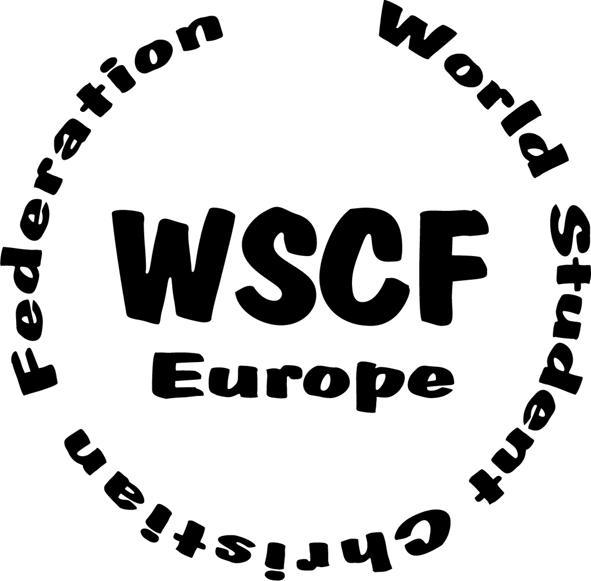 World Student Christian Federation
WSCF
Europe